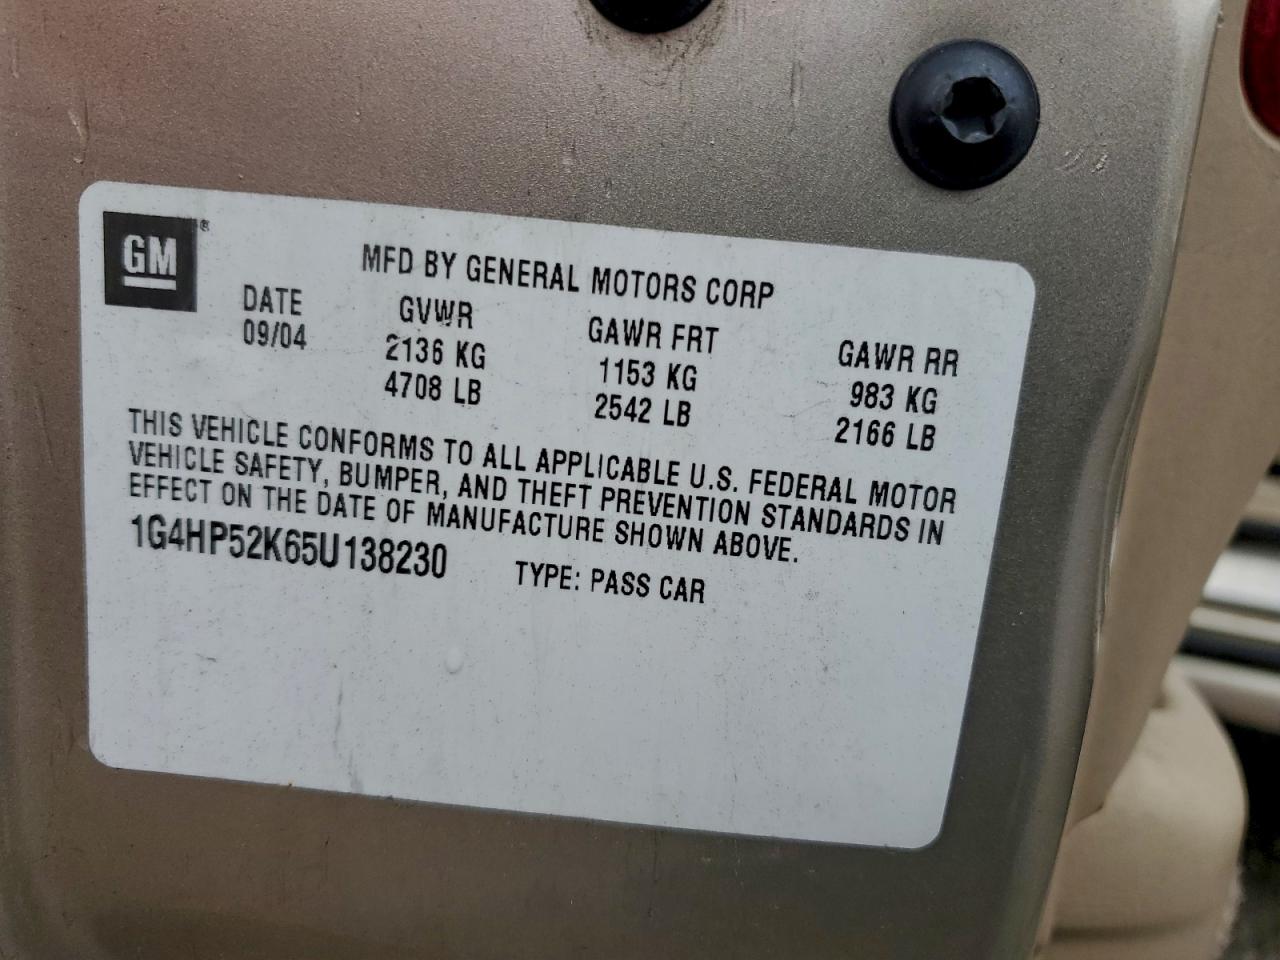 GM®
MFD BY GENERAL MOTORS CORP
DATE GVWR GAWR FRT GAWR RR
09/04 2136 KG 1153 KG 983 KG
4708 LB 2542 LB 2166 LB
THIS VEHICLE CONFORMS TO ALL APPLICABLE U.S. FEDERAL MOTOR
VEHICLE SAFETY, BUMPER, AND THEFT PREVENTION STANDARDS IN
EFFECT ON THE DATE OF MANUFACTURE SHOWN ABOVE.
1G4HP52K65U138230 TYPE: PASS CAR